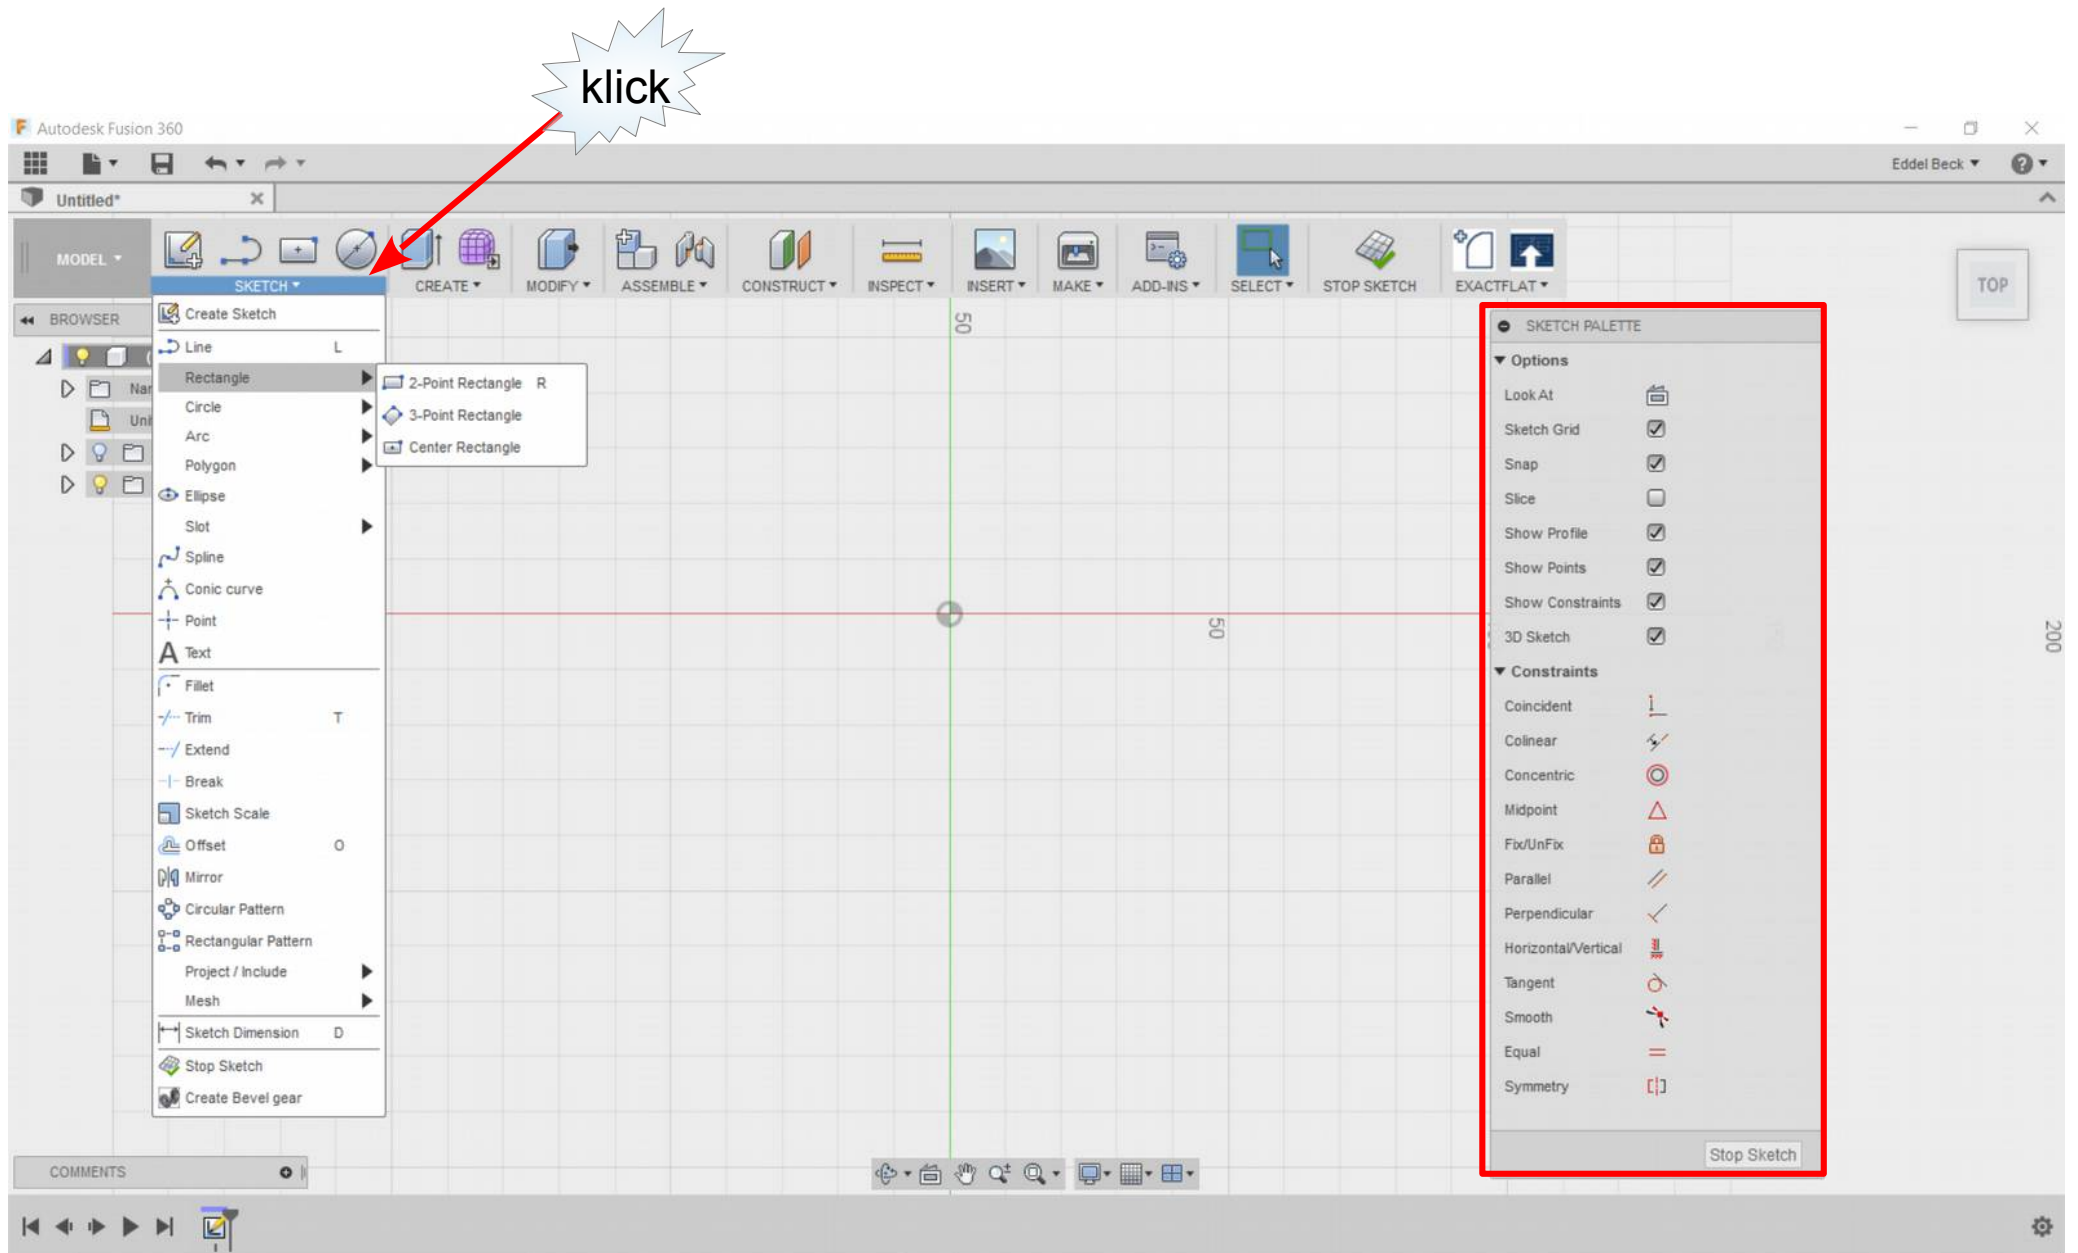 klick
Autodesk Fusion 360
Eddel Beck
Untitled*
MODEL
SKETCH
CREATE
MODIFY
ASSEMBLE
CONSTRUCT
INSPECT
INSERT
MAKE
ADD-INS
SELECT
STOP SKETCH
EXACTFLAT
TOP
BROWSER
Nar
Uni
Create Sketch
Line L
Rectangle
Circle
Arc
Polygon
Ellipse
Slot
Spline
Conic curve
Point
Text
Fillet
Trim T
Extend
Break
Sketch Scale
Offset O
Mirror
Circular Pattern
Rectangular Pattern
Project / Include
Mesh
Sketch Dimension D
Stop Sketch
Create Bevel gear
2-Point Rectangle R
3-Point Rectangle
Center Rectangle
50
50
200
SKETCH PALETTE
Options
Look At
Sketch Grid
Snap
Slice
Show Profile
Show Points
Show Constraints
3D Sketch
Constraints
Coincident
Colinear
Concentric
Midpoint
Fix/UnFix
Parallel
Perpendicular
Horizontal/Vertical
Tangent
Smooth
Equal
Symmetry
Stop Sketch
COMMENTS